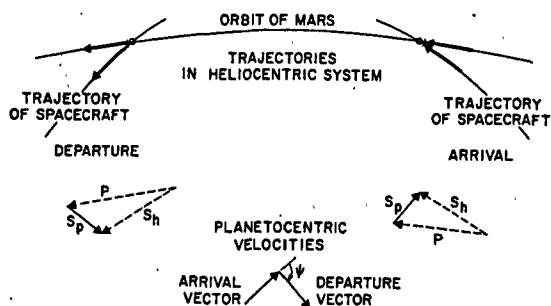 ORBIT OF MARS
TRAJECTORIES
IN HELIOCENTRIC SYSTEM
TRAJECTORY
OF SPACECRAFT
DEPARTURE
TRAJECTORY
OF SPACECRAFT
ARRIVAL
P
Sp
Sh
Sp
Sh
P
PLANETOCENTRIC
VELOCITIES
ψ
ARRIVAL
VECTOR
DEPARTURE
VECTOR